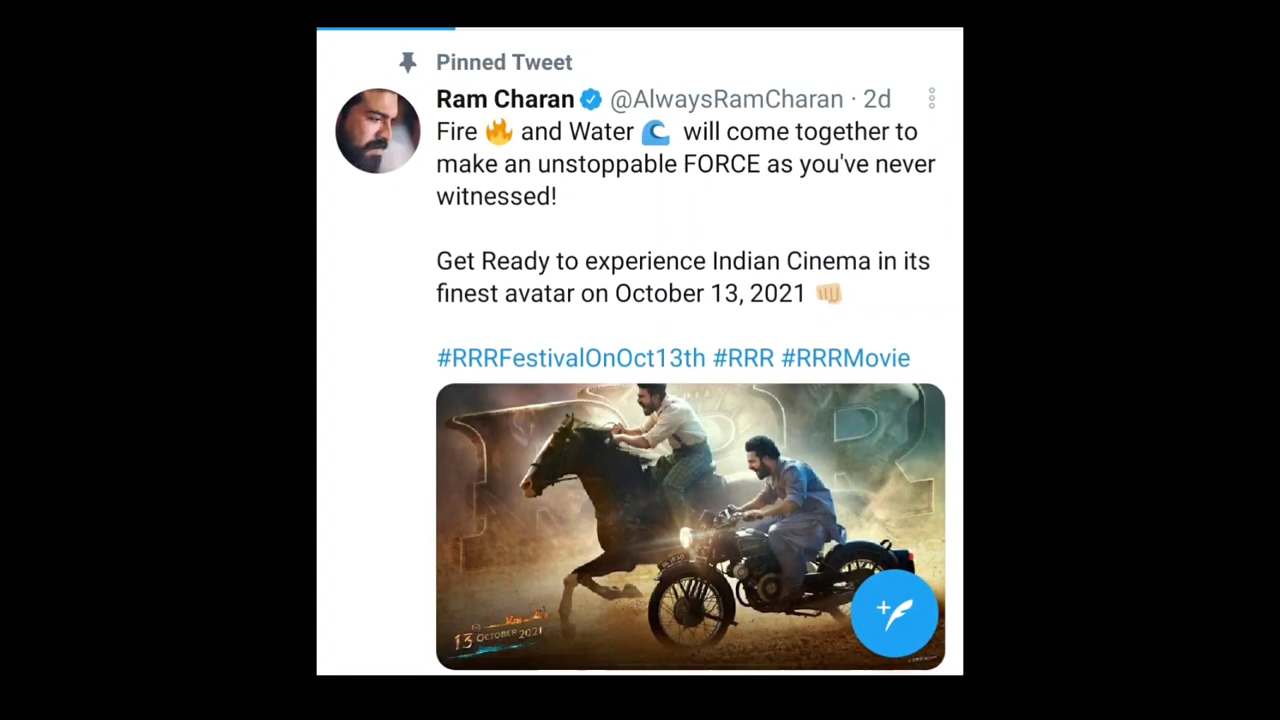 Pinned Tweet
Ram Charan @AlwaysRamCharan · 2d
Fire 🔥 and Water 🌊 will come together to
make an unstoppable FORCE as you've never
witnessed!
Get Ready to experience Indian Cinema in its
finest avatar on October 13, 2021 👊🏻
#RRRFestivalOnOct13th #RRR #RRRMovie
RRR
13 OCTOBER 2021